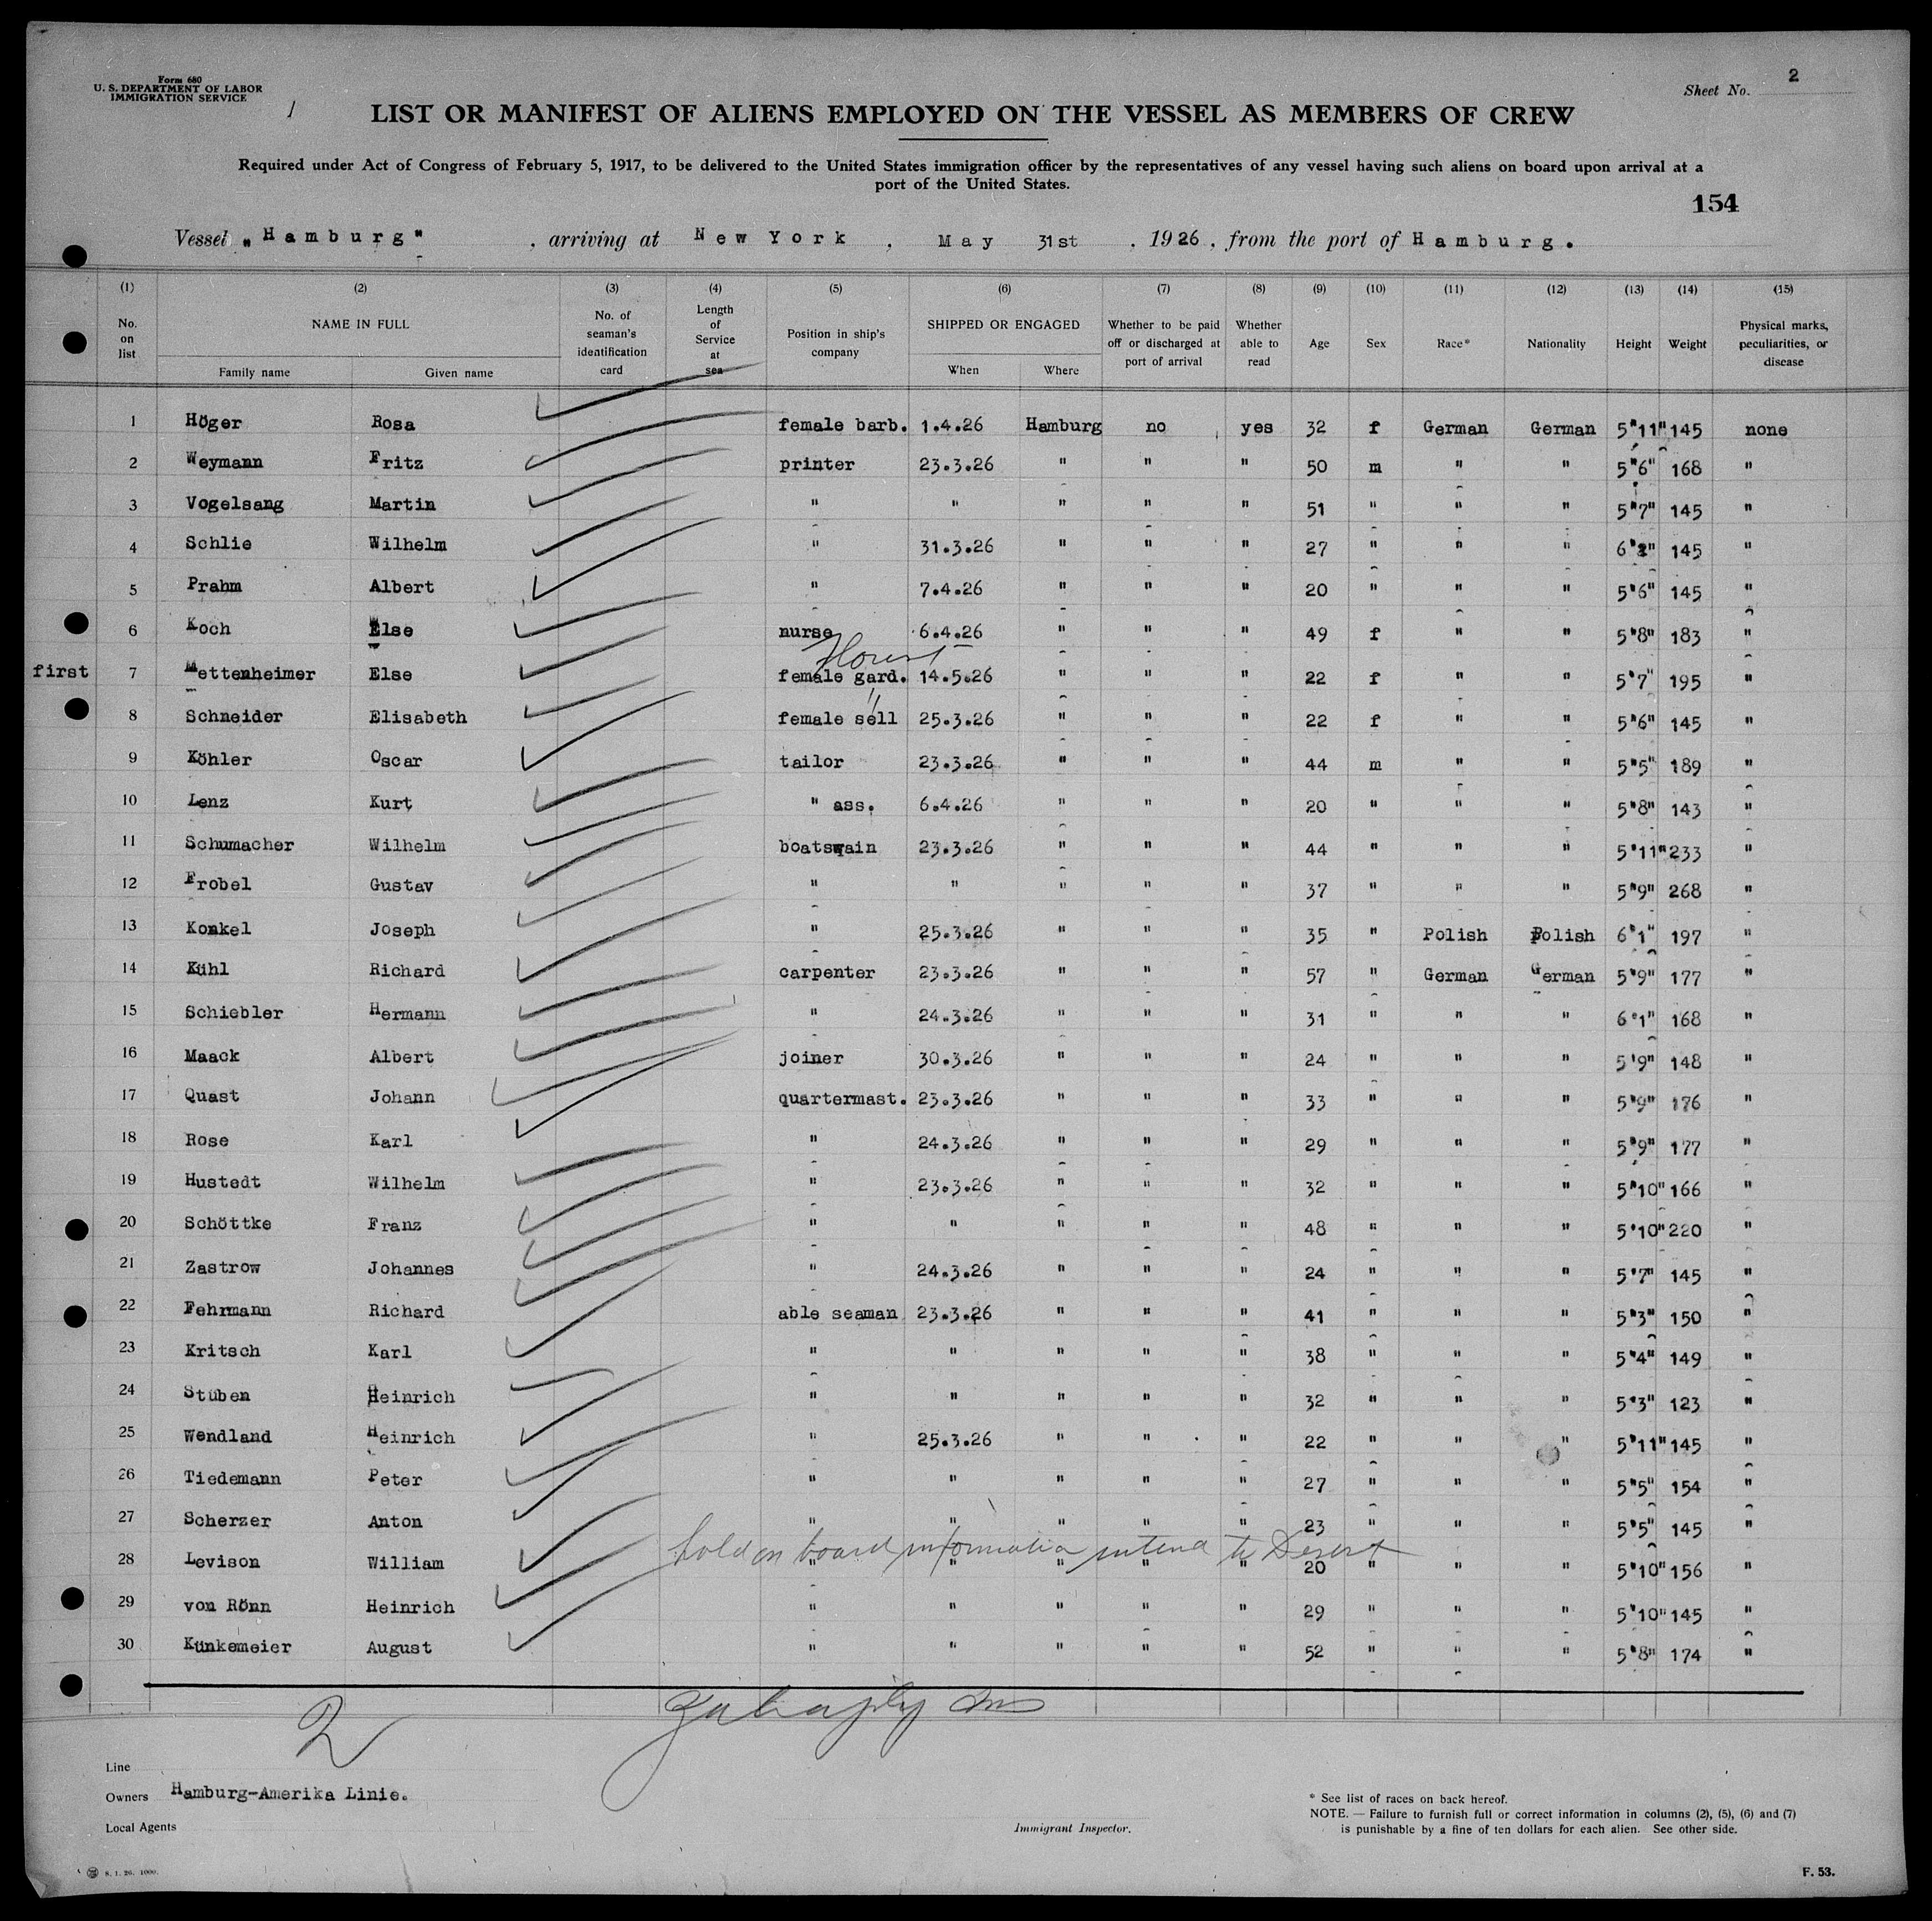 Form 680
U. S. DEPARTMENT OF LABOR
IMMIGRATION SERVICE
Sheet No. 2
LIST OR MANIFEST OF ALIENS EMPLOYED ON THE VESSEL AS MEMBERS OF CREW
Required under Act of Congress of February 5, 1917, to be delivered to the United States immigration officer by the representatives of any vessel having such aliens on board upon arrival at a
port of the United States.
154
Vessel „Hamburg" , arriving at New York , May 31st , 1926, from the port of Hamburg.
(1) (2) (3) (4) (5) (6) (7) (8) (9) (10) (11) (12) (13) (14) (15)
No. on list NAME IN FULL Family name Given name No. of seaman's identification card Length of Service at sea Position in ship's company SHIPPED OR ENGAGED When Where Whether to be paid off or discharged at port of arrival Whether able to read Age Sex Race* Nationality Height Weight Physical marks, peculiarities, or disease
1 Höger Rosa female barb. 1.4.26 Hamburg no yes 32 f German German 5'11" 145 none
2 Weymann Fritz printer 23.3.26 " " " 50 m " " 5'6" 168 "
3 Vogelsang Martin " " " " " 51 " " " 5'7" 145 "
4 Schlie Wilhelm " 31.3.26 " " " 27 " " " 6' 145 "
5 Prahm Albert " 7.4.26 " " " 20 " " " 5'6" 145 "
6 Koch Else nurse 6.4.26 " " " 49 f " " 5'8" 183 "
Florist
first 7 Mettenheimer Else female gard. 14.5.26 " " " 22 f " " 5'7" 195 "
"
8 Schneider Elisabeth female sell 25.3.26 " " " 22 f " " 5'6" 145 "
9 Köhler Oscar tailor 23.3.26 " " " 44 m " " 5'5" 189 "
10 Lenz Kurt " ass. 6.4.26 " " " 20 " " " 5'8" 143 "
11 Schumacher Wilhelm boatswain 23.3.26 " " " 44 " " " 5'11" 233 "
12 Frobel Gustav " " " " " 37 " " " 5'9" 268 "
13 Konkel Joseph " 25.3.26 " " " 35 " Polish Polish 6'1" 197 "
14 Kühl Richard carpenter 23.3.26 " " " 57 " German German 5'9" 177 "
15 Schiebler Hermann " 24.3.26 " " " 31 " " " 6'1" 168 "
16 Maack Albert joiner 30.3.26 " " " 24 " " " 5'9" 148 "
17 Quast Johann quartermast. 23.3.26 " " " 33 " " " 5'9" 176 "
18 Rose Karl " 24.3.26 " " " 29 " " " 5'9" 177 "
19 Hustedt Wilhelm " 23.3.26 " " " 32 " " " 5'10" 166 "
20 Schöttke Franz " " " " " 48 " " " 5'10" 220 "
21 Zastrow Johannes " 24.3.26 " " " 24 " " " 5'7" 145 "
22 Fehrmann Richard able seaman 23.3.26 " " " 41 " " " 5'3" 150 "
23 Kritsch Karl " " " " " 38 " " " 5'4" 149 "
24 Stüben Heinrich " " " " " 32 " " " 5'3" 123 "
25 Wendland Heinrich " 25.3.26 " " " 22 " " " 5'11" 145 "
26 Tiedemann Peter " " " " " 27 " " " 5'5" 154 "
27 Scherzer Anton " " " " " 23 " " " 5'5" 145 "
hold on board information intend to Desert
28 Levison William " " " " " 20 " " " 5'10" 156 "
29 von Rönn Heinrich " " " " " 29 " " " 5'10" 145 "
30 Künkemeier August " " " " " 52 " " " 5'8" 174 "
2
Line
Owners Hamburg-Amerika Linie.
Local Agents
Immigrant Inspector.
* See list of races on back hereof.
NOTE. — Failure to furnish full or correct information in columns (2), (5), (6) and (7)
is punishable by a fine of ten dollars for each alien. See other side.
8. 1. 26. 1000.
F. 53.